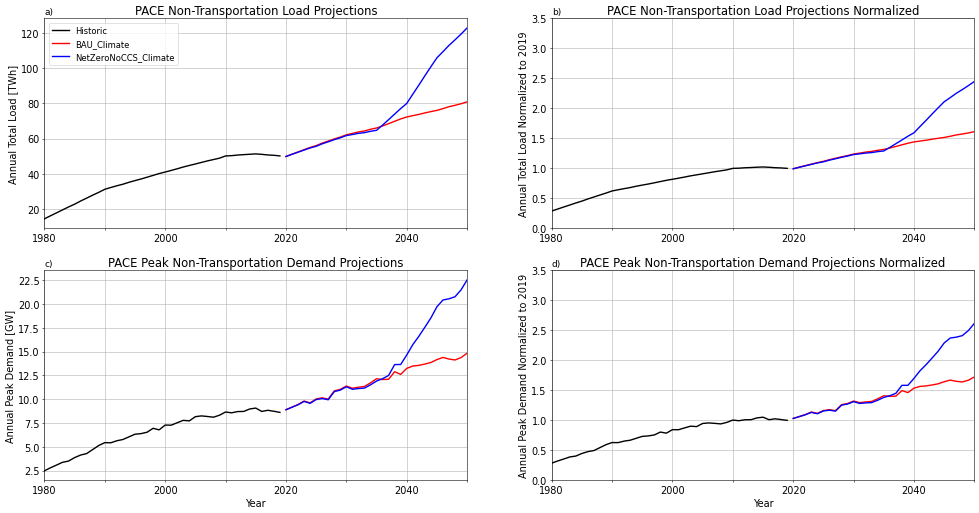 a)
PACE Non-Transportation Load Projections
Annual Total Load [TWh]
120
100
80
60
40
20
Historic
BAU_Climate
NetZeroNoCCS_Climate
1980
2000
2020
2040
b)
PACE Non-Transportation Load Projections Normalized
Annual Total Load Normalized to 2019
3.5
3.0
2.5
2.0
1.5
1.0
0.5
0.0
1980
2000
2020
2040
c)
PACE Peak Non-Transportation Demand Projections
Annual Peak Demand [GW]
22.5
20.0
17.5
15.0
12.5
10.0
7.5
5.0
2.5
1980
2000
2020
2040
Year
d)
PACE Peak Non-Transportation Demand Projections Normalized
Annual Peak Demand Normalized to 2019
3.5
3.0
2.5
2.0
1.5
1.0
0.5
0.0
1980
2000
2020
2040
Year